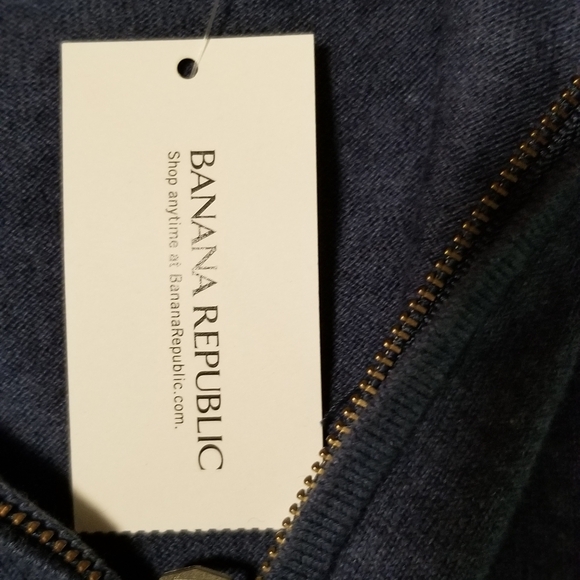 BANANA REPUBLIC
Shop anytime at BananaRepublic.com.